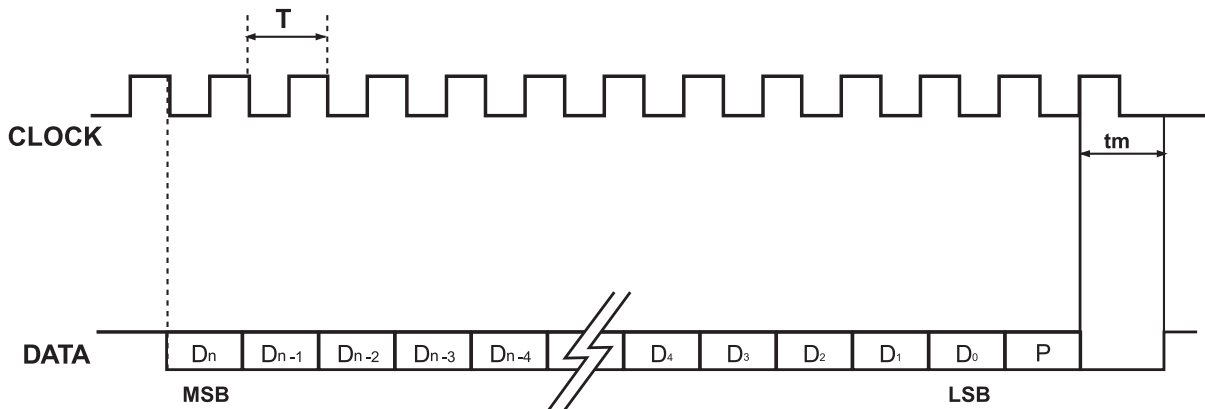 T
CLOCK
tm
DATA Dn Dn-1 Dn-2 Dn-3 Dn-4 D4 D3 D2 D1 D0 P
MSB LSB